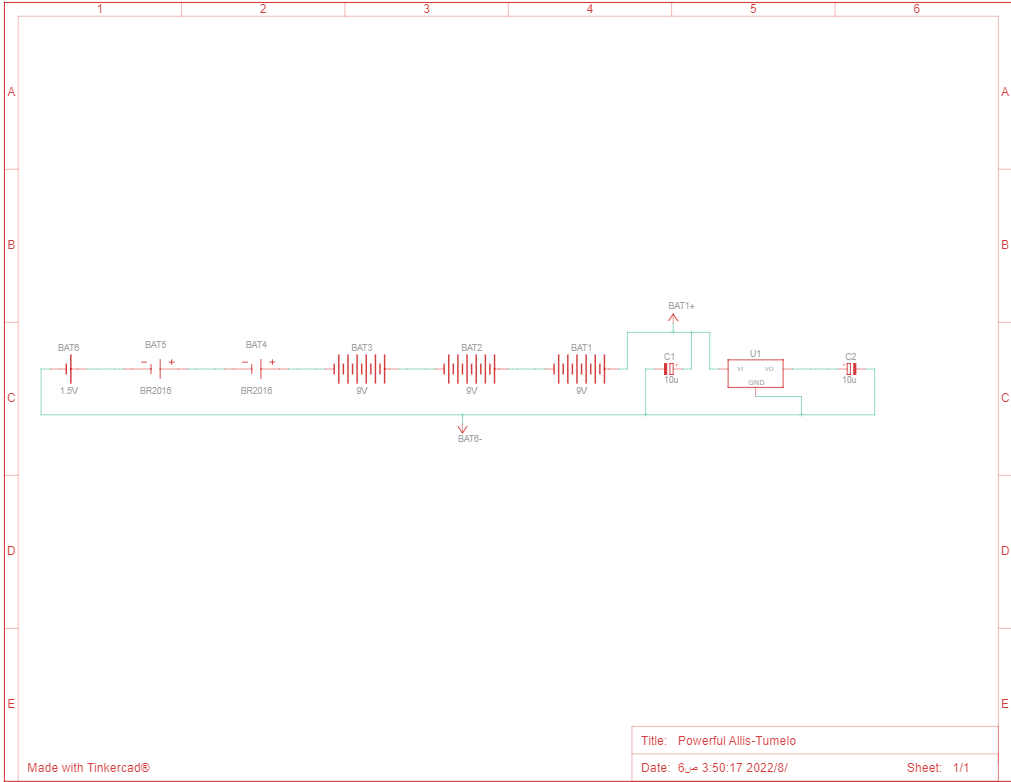 1 2 3 4 5 6
A A
B B
BAT1+
BAT6 BAT5 BAT4 BAT3 BAT2 BAT1 C1 U1 C2
- + - + VI VO
1.5V BR2016 BR2016 9V 9V 9V 10u GND 10u
C C
BAT6-
D D
E E
Title: Powerful Allis-Tumelo
Made with Tinkercad® Date: 6ص 3:50:17 2022/8/ Sheet: 1/1